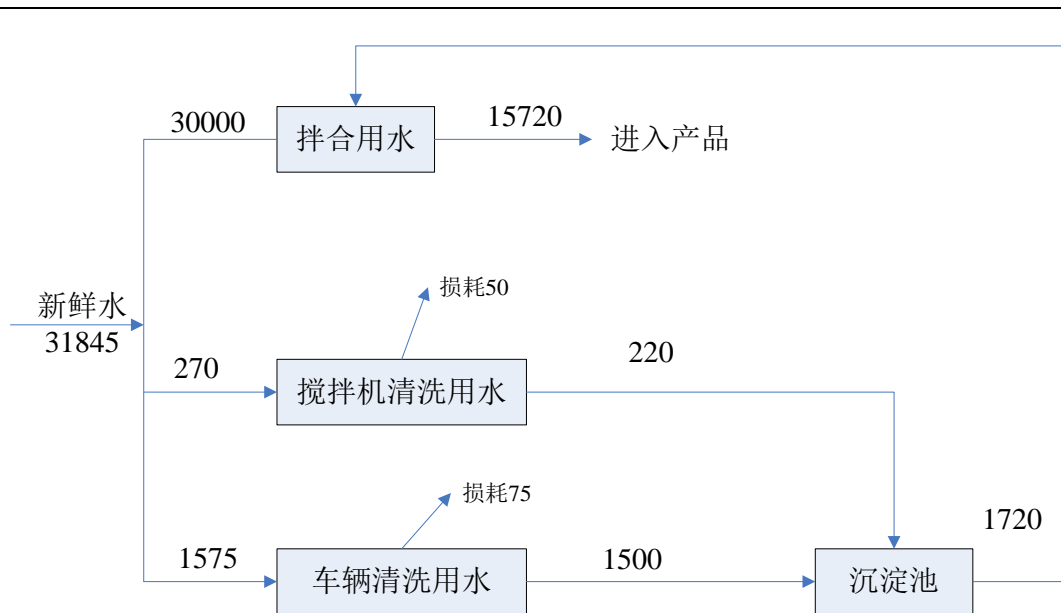 30000
拌合用水
15720
进入产品
新鲜水
31845
损耗50
270
搅拌机清洗用水
220
损耗75
1575
车辆清洗用水
1500
沉淀池
1720